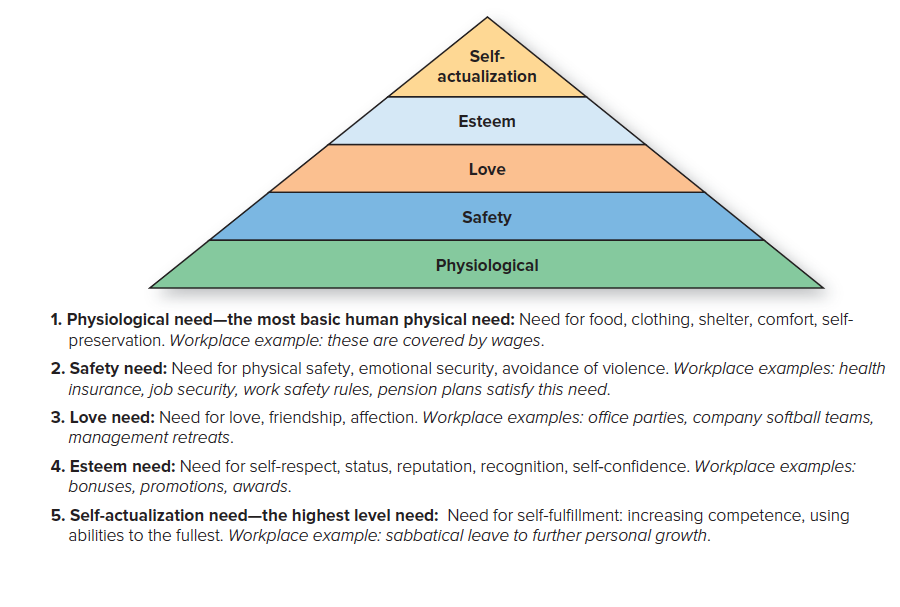 Self-
actualization
Esteem
Love
Safety
Physiological
1. Physiological need—the most basic human physical need: Need for food, clothing, shelter, comfort, self-
preservation. Workplace example: these are covered by wages.
2. Safety need: Need for physical safety, emotional security, avoidance of violence. Workplace examples: health
insurance, job security, work safety rules, pension plans satisfy this need.
3. Love need: Need for love, friendship, affection. Workplace examples: office parties, company softball teams,
management retreats.
4. Esteem need: Need for self-respect, status, reputation, recognition, self-confidence. Workplace examples:
bonuses, promotions, awards.
5. Self-actualization need—the highest level need: Need for self-fulfillment: increasing competence, using
abilities to the fullest. Workplace example: sabbatical leave to further personal growth.